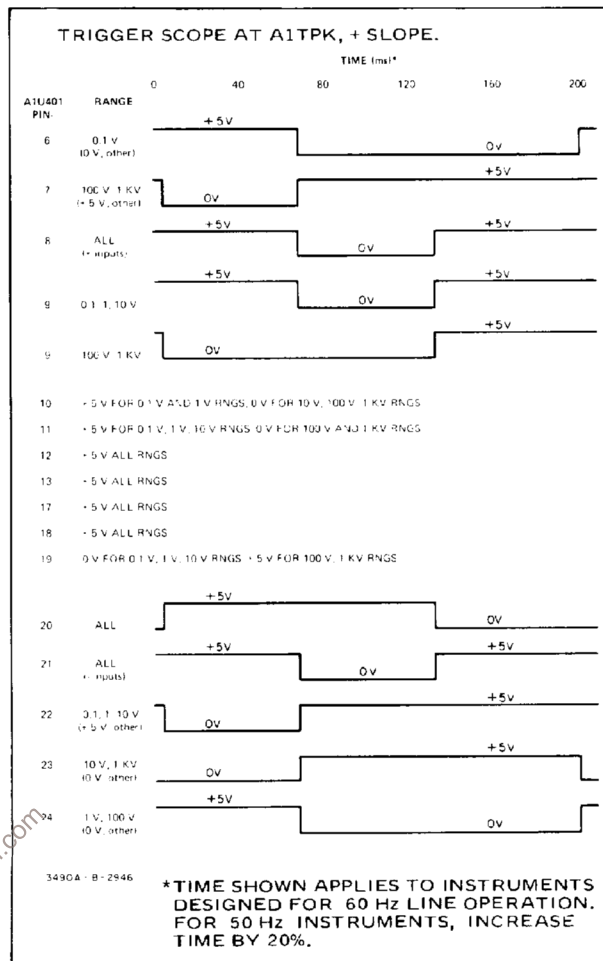 TRIGGER SCOPE AT A1TPK, + SLOPE.
TIME (ms)*
0 40 80 120 160 200
A1U401 PIN- RANGE
+5V
6 0.1 V 0V
(0 V, other)
+5V
7 100 V 1 KV 0V
(+ 5 V, other)
+5V +5V
8 ALL 0V
(+ inputs)
+5V +5V
9 0.1 1, 10 V 0V
+5V
9 100 V 1 KV 0V
10 + 5 V FOR 0 1 V AND 1 V RNGS, 0 V FOR 10 V, 100 V 1 KV RNGS
11 + 5 V FOR 0 1 V, 1 V, 10 V RNGS 0 V FOR 100 V AND 1 KV RNGS
12 + 5 V ALL RNGS
13 + 5 V ALL RNGS
17 + 5 V ALL RNGS
18 + 5 V ALL RNGS
19 0 V FOR 0 1 V, 1 V, 10 V RNGS + 5 V FOR 100 V, 1 KV RNGS
+5V
20 ALL 0V
+5V +5V
21 ALL 0V
inputs)
+5V
22 0.1, 1 10 V 0V
(+ 5 V other)
+5V
23 10 V, 1 KV 0V
(0 V other)
+5V
24 1 V, 100 V 0V
(0 V, other)
.com
3490A - B - 2946
*TIME SHOWN APPLIES TO INSTRUMENTS
DESIGNED FOR 60 Hz LINE OPERATION.
FOR 50 Hz INSTRUMENTS, INCREASE
TIME BY 20%.